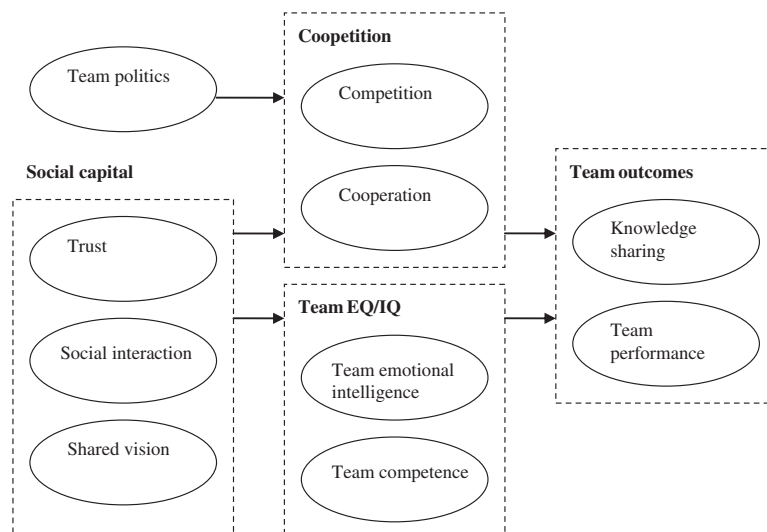 Team politics
Coopetition
Competition
Cooperation
Social capital
Trust
Social interaction
Shared vision
Team EQ/IQ
Team emotional
intelligence
Team competence
Team outcomes
Knowledge
sharing
Team
performance